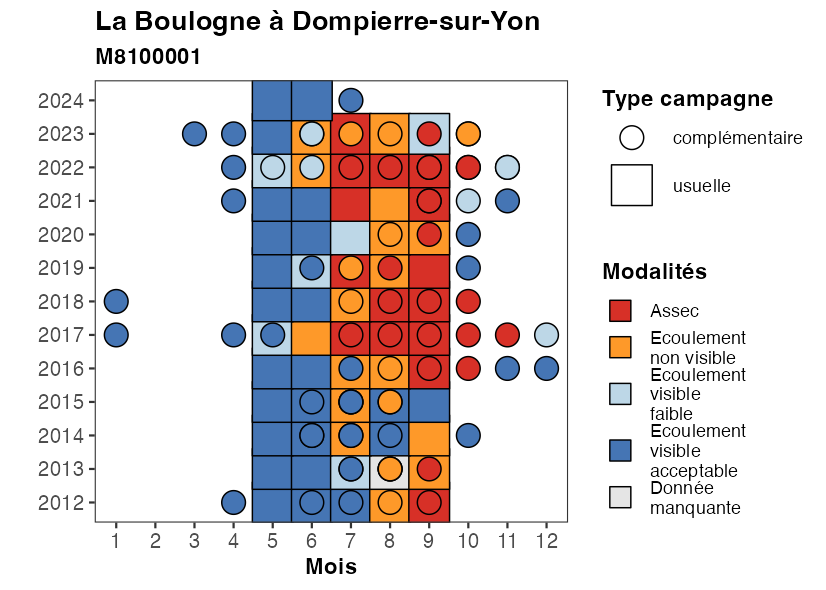 La Boulogne à Dompierre-sur-Yon
M8100001
2024
2023
2022
2021
2020
2019
2018
2017
2016
2015
2014
2013
2012
1 2 3 4 5 6 7 8 9 10 11 12
Mois
Type campagne
complémentaire
usuelle
Modalités
Assec
Ecoulement
non visible
Ecoulement
visible
faible
Ecoulement
visible
acceptable
Donnée
manquante